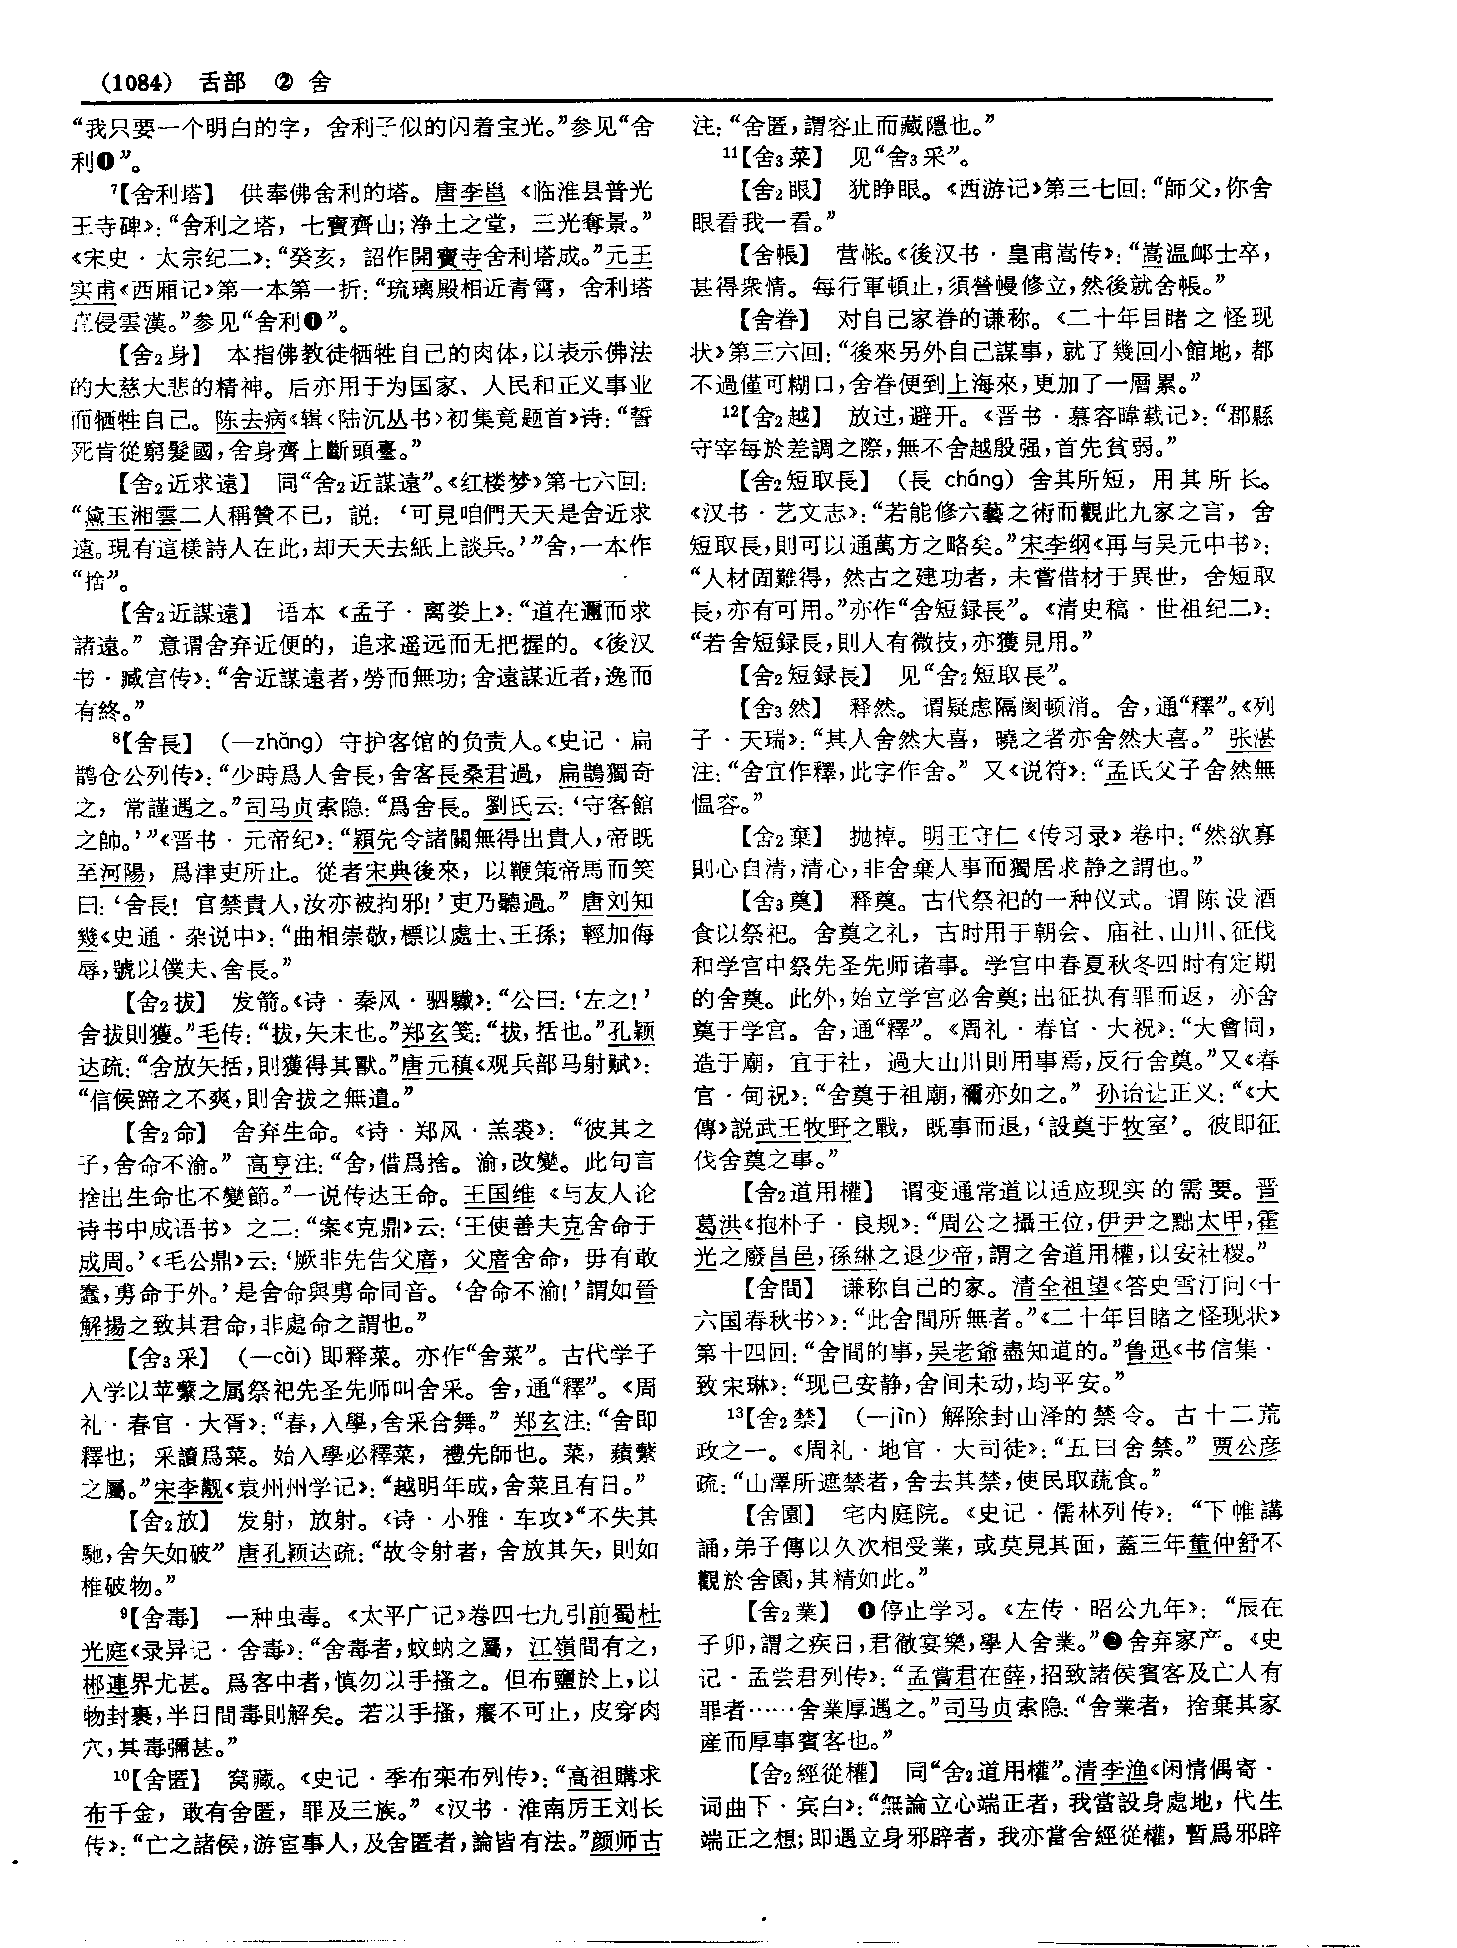 (1084) 舌部 ② 舍
“我只要一个明白的字，舍利子似的闪着宝光。”参见“舍
利❶”。
7【舍利塔】 供奉佛舍利的塔。唐李邕《临淮县普光
王寺碑》：“舍利之塔，七寶齊山；浄土之堂，三光奪景。”
《宋史·太宗纪二》：“癸亥，詔作開寶寺舍利塔成。”元王
实甫《西厢记》第一本第一折：“琉璃殿相近青霄，舍利塔
直侵雲漢。”参见“舍利❶”。
【舍2身】 本指佛教徒牺牲自己的肉体，以表示佛法
的大慈大悲的精神。后亦用于为国家、人民和正义事业
而牺牲自己。陈去病《辑〈陆沉丛书〉初集竟题首》诗：“誓
死肯從窮髮國，舍身齊上斷頭臺。”
【舍2近求遠】 同“舍2近謀遠”。《红楼梦》第七六回：
“黛玉湘雲二人稱贊不已，説：‘可見咱們天天是舍近求
遠。現有這樣詩人在此，却天天去紙上談兵。’”舍，一本作
“捨”。
【舍2近謀遠】 语本《孟子·离娄上》：“道在邇而求
諸遠。”意谓舍弃近便的，追求遥远而无把握的。《後汉
书·臧宫传》：“舍近謀遠者，勞而無功；舍遠謀近者，逸而
有終。”
8【舍長】 （—zhǎng）守护客馆的负责人。《史记·扁
鹊仓公列传》：“少時爲人舍長，舍客長桑君過，扁鵲獨奇
之，常謹遇之。”司马贞索隐：“爲舍長。劉氏云：‘守客館
之帥。’”《晋书·元帝纪》：“穎先令諸關無得出貴人，帝既
至河陽，爲津吏所止。從者宋典後來，以鞭策帝馬而笑
曰：‘舍長！官禁貴人，汝亦被拘邪！’吏乃聽過。”唐刘知
幾《史通·杂说中》：“曲相崇敬，標以處士、王孫；輕加侮
辱，號以僕夫、舍長。”
【舍2拔】 发箭。《诗·秦风·驷驖》：“公曰：‘左之！’
舍拔則獲。”毛传：“拔，矢末也。”郑玄笺：“拔，括也。”孔颖
达疏：“舍放矢括，則獲得其獸。”唐元稹《观兵部马射赋》：
“信候蹄之不爽，則舍拔之無遺。”
【舍2命】 舍弃生命。《诗·郑风·羔裘》：“彼其之
子，舍命不渝。”高亨注：“舍，借爲捨。渝，改變。此句言
捨出生命也不變節。”一说传达王命。王国维《与友人论
诗书中成语书》之二：“案《克鼎》云：‘王使善夫克舍命于
成周。’《毛公鼎》云：‘厥非先告父㾕，父㾕舍命，毋有敢
蠢，旉命于外。’是舍命與旉命同音。‘舍命不渝！’謂如晉
解揚之致其君命，非處命之謂也。”
【舍3采】 （—cài）即释菜。亦作“舍菜”。古代学子
入学以苹蘩之属祭祀先圣先师叫舍采。舍，通“釋”。《周
礼·春官·大胥》：“春，入學，舍采合舞。”郑玄注：“舍即
釋也；采讀爲菜。始入學必釋菜，禮先師也。菜，蘋蘩
之屬。”宋李觏《袁州州学记》：“越明年成，舍菜且有日。”
【舍2放】 发射，放射。《诗·小雅·车攻》“不失其
馳，舍矢如破”唐孔颖达疏：“故令射者，舍放其矢，則如
椎破物。”
9【舍毒】 一种虫毒。《太平广记》卷四七九引前蜀杜
光庭《录异记·舍毒》：“舍毒者，蚊蚋之屬，江嶺間有之，
郴連界尤甚。爲客中者，慎勿以手搔之。但布鹽於上，以
物封裹，半日間毒則解矣。若以手搔，癢不可止，皮穿肉
穴，其毒彌甚。”
10【舍匿】 窝藏。《史记·季布栾布列传》：“高祖購求
布千金，敢有舍匿，罪及三族。”《汉书·淮南厉王刘长
传》：“亡之諸侯，游宦事人，及舍匿者，論皆有法。”颜师古
注：“舍匿，謂容止而藏隱也。”
11【舍3菜】 见“舍3采”。
【舍2眼】 犹睁眼。《西游记》第三七回：“師父，你舍
眼看我一看。”
【舍帳】 营帐。《後汉书·皇甫嵩传》：“嵩温卹士卒，
甚得衆情。每行軍頓止，須營幔修立，然後就舍帳。”
【舍眷】 对自己家眷的谦称。《二十年目睹之怪现
状》第三六回：“後來另外自己謀事，就了幾回小館地，都
不過僅可糊口，舍眷便到上海來，更加了一層累。”
12【舍2越】 放过，避开。《晋书·慕容暐载记》：“郡縣
守宰每於差調之際，無不舍越殷强，首先貧弱。”
【舍2短取長】 （長 cháng）舍其所短，用其所长。
《汉书·艺文志》：“若能修六藝之術而觀此九家之言，舍
短取長，則可以通萬方之略矣。”宋李纲《再与吴元中书》：
“人材固難得，然古之建功者，未嘗借材于異世，舍短取
長，亦有可用。”亦作“舍短録長”。《清史稿·世祖纪二》：
“若舍短録長，則人有微技，亦獲見用。”
【舍2短録長】 见“舍2短取長”。
【舍3然】 释然。谓疑虑隔阂顿消。舍，通“釋”。《列
子·天瑞》：“其人舍然大喜，曉之者亦舍然大喜。”张湛
注：“舍宜作釋，此字作舍。”又《说符》：“孟氏父子舍然無
愠容。”
【舍2棄】 抛掉。明王守仁《传习录》卷中：“然欲寡
則心自清，清心，非舍棄人事而獨居求静之謂也。”
【舍3奠】 释奠。古代祭祀的一种仪式。谓陈设酒
食以祭祀。舍奠之礼，古时用于朝会、庙社、山川、征伐
和学宫中祭先圣先师诸事。学宫中春夏秋冬四时有定期
的舍奠。此外，始立学宫必舍奠；出征执有罪而返，亦舍
奠于学宫。舍，通“釋”。《周礼·春官·大祝》：“大會同，
造于廟，宜于社，過大山川則用事焉，反行舍奠。”又《春
官·甸祝》：“舍奠于祖廟，禰亦如之。”孙诒让正义：“《大
傳》説武王牧野之戰，既事而退，‘設奠于牧室’。彼即征
伐舍奠之事。”
【舍2道用權】 谓变通常道以适应现实的需要。晋
葛洪《抱朴子·良规》：“周公之攝王位，伊尹之黜太甲，霍
光之廢昌邑，孫綝之退少帝，謂之舍道用權，以安社稷。”
【舍間】 谦称自己的家。清全祖望《答史雪汀问〈十
六国春秋书〉》：“此舍間所無者。”《二十年目睹之怪现状》
第十四回：“舍間的事，吴老爺盡知道的。”鲁迅《书信集·
致宋琳》：“现已安静，舍间未动，均平安。”
13【舍2禁】 （—jìn）解除封山泽的禁令。古十二荒
政之一。《周礼·地官·大司徒》：“五曰舍禁。”贾公彦
疏：“山澤所遮禁者，舍去其禁，使民取蔬食。”
【舍園】 宅内庭院。《史记·儒林列传》：“下帷講
誦，弟子傳以久次相受業，或莫見其面，蓋三年董仲舒不
觀於舍園，其精如此。”
【舍2業】 ❶停止学习。《左传·昭公九年》：“辰在
子卯，謂之疾日，君徹宴樂，學人舍業。”❷舍弃家产。《史
记·孟尝君列传》：“孟嘗君在薛，招致諸侯賓客及亡人有
罪者……舍業厚遇之。”司马贞索隐：“舍業者，捨棄其家
産而厚事賓客也。”
【舍2經從權】 同“舍2道用權”。清李渔《闲情偶寄·
词曲下·宾白》：“無論立心端正者，我當設身處地，代生
端正之想；即遇立身邪辟者，我亦當舍經從權，暫爲邪辟